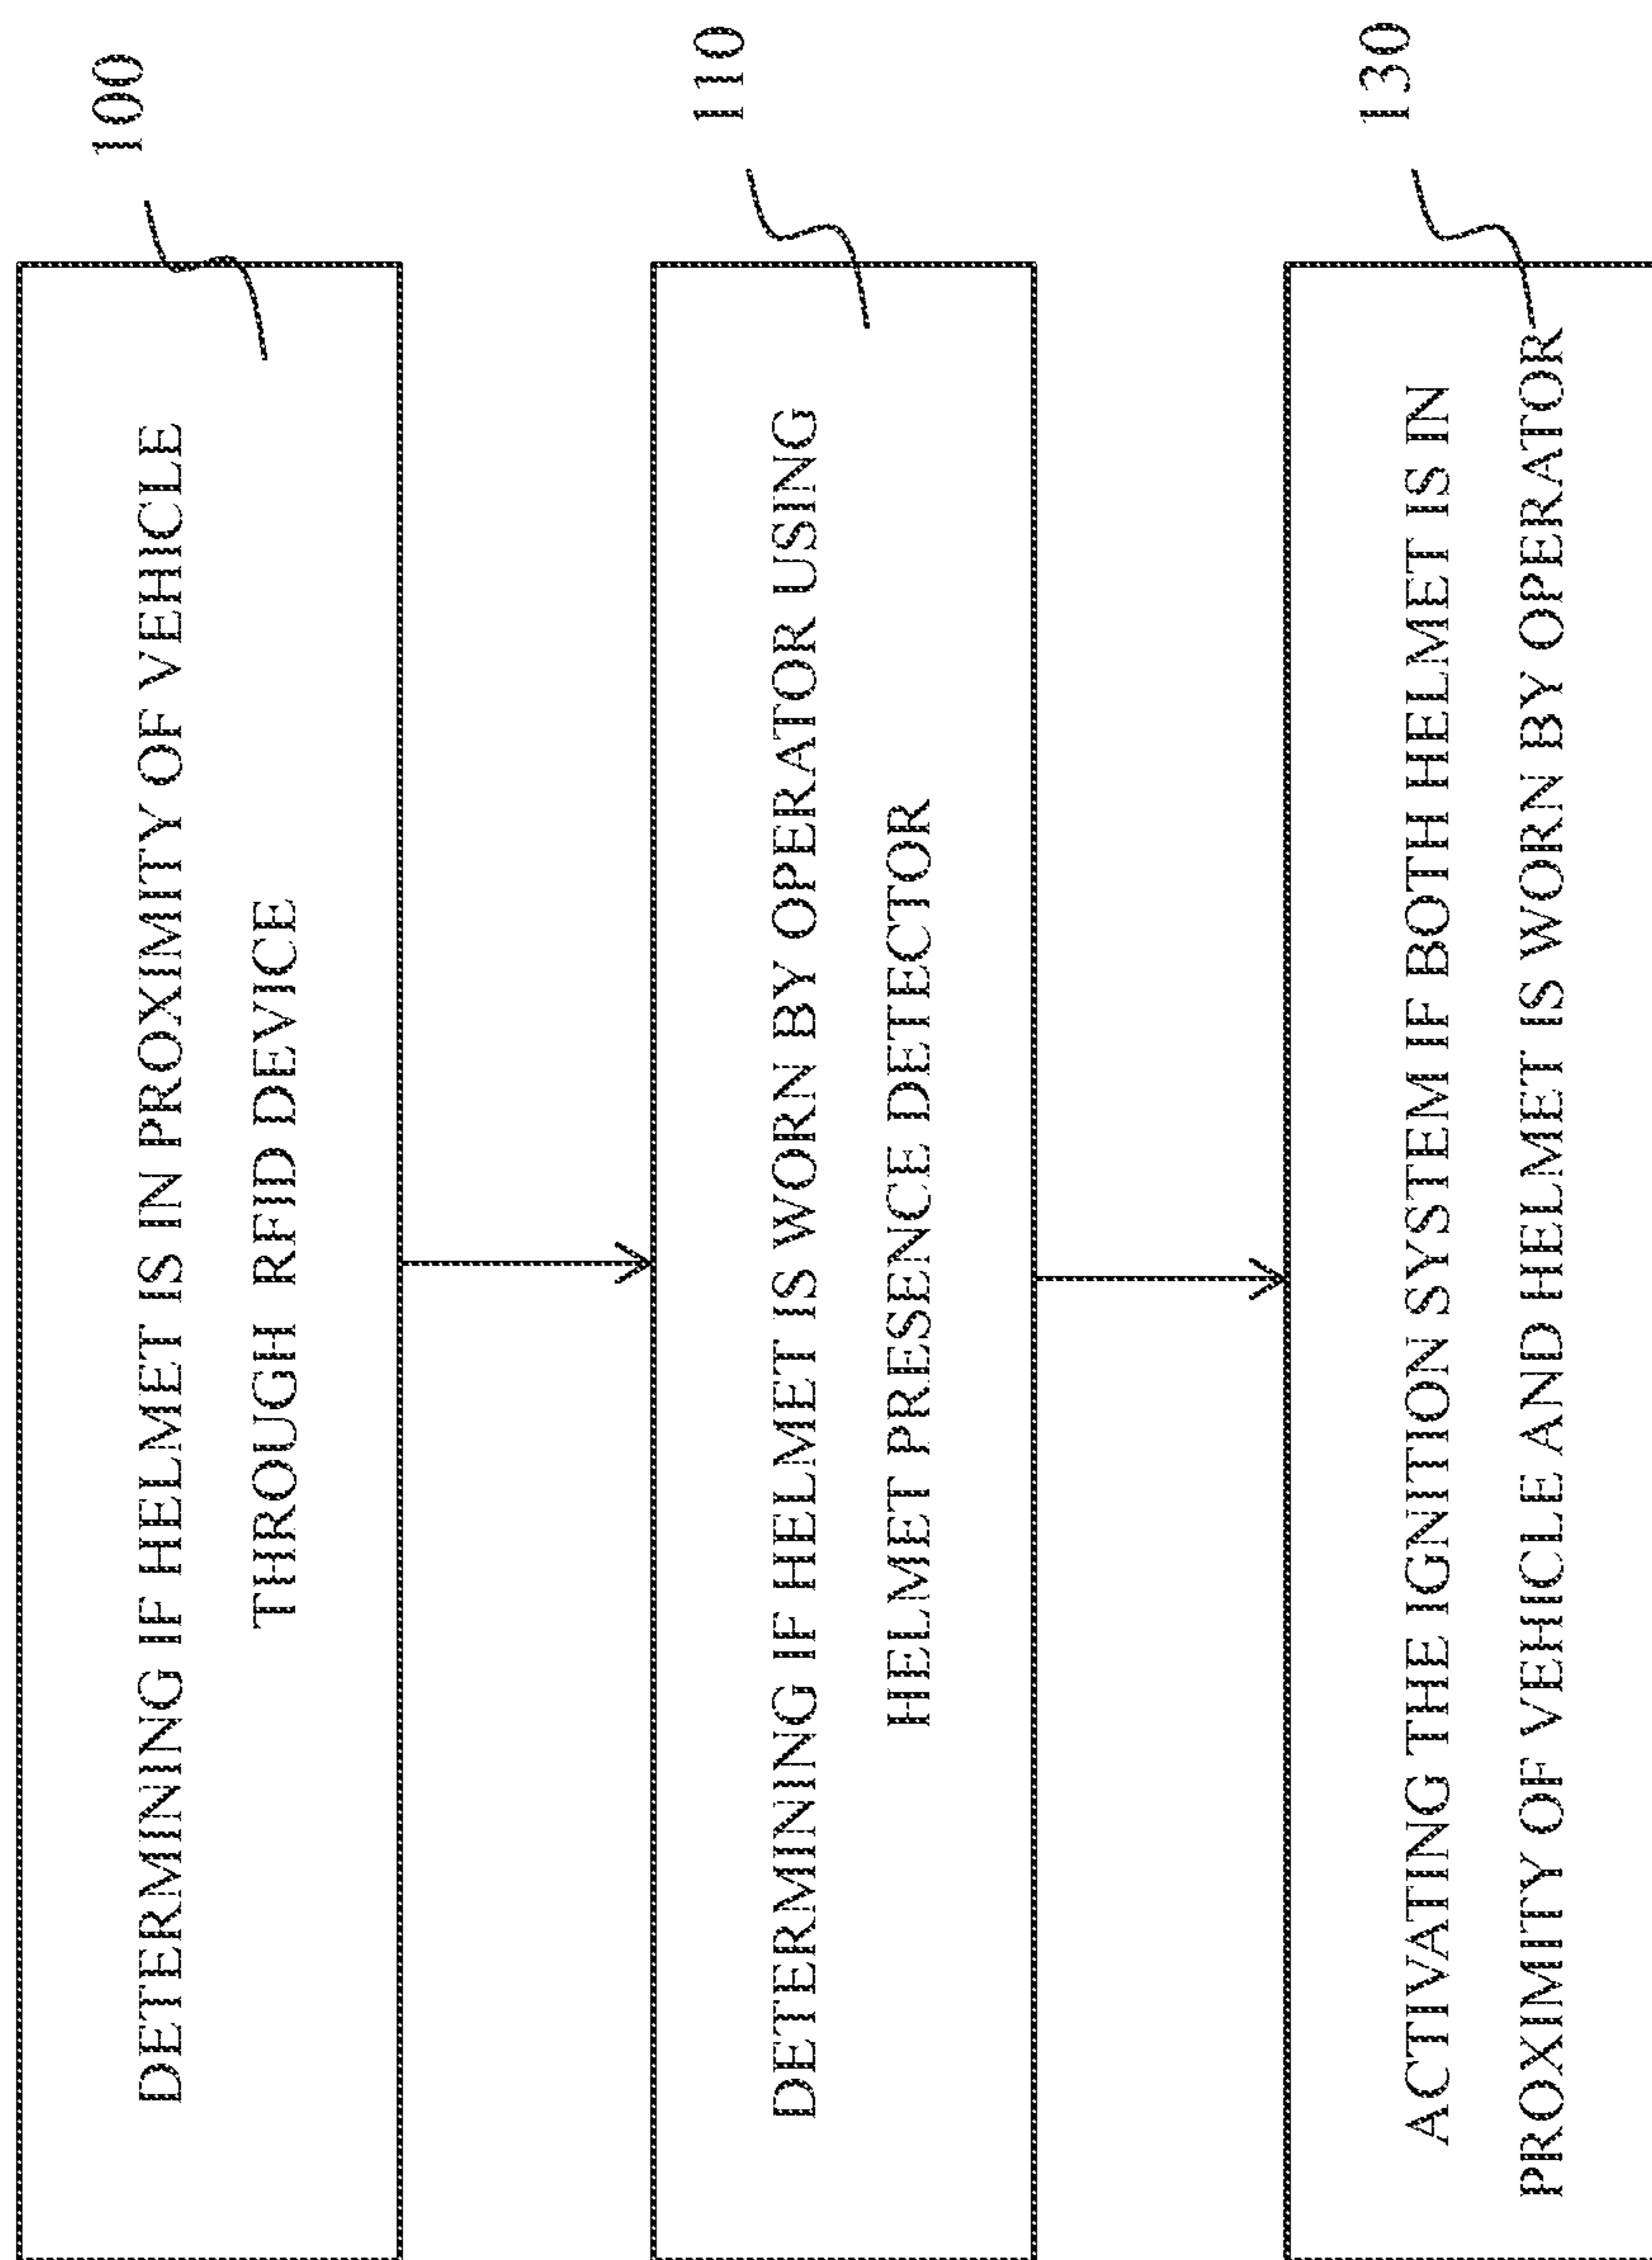 100
DETERMINING IF HELMET IS IN PROXIMITY OF VEHICLE
THROUGH RFID DEVICE
110
DETERMINING IF HELMET IS WORN BY OPERATOR USING
HELMET PRESENCE DETECTOR
130
ACTIVATING THE IGNITION SYSTEM IF BOTH HELMET IS IN
PROXIMITY OF VEHICLE AND HELMET IS WORN BY OPERATOR